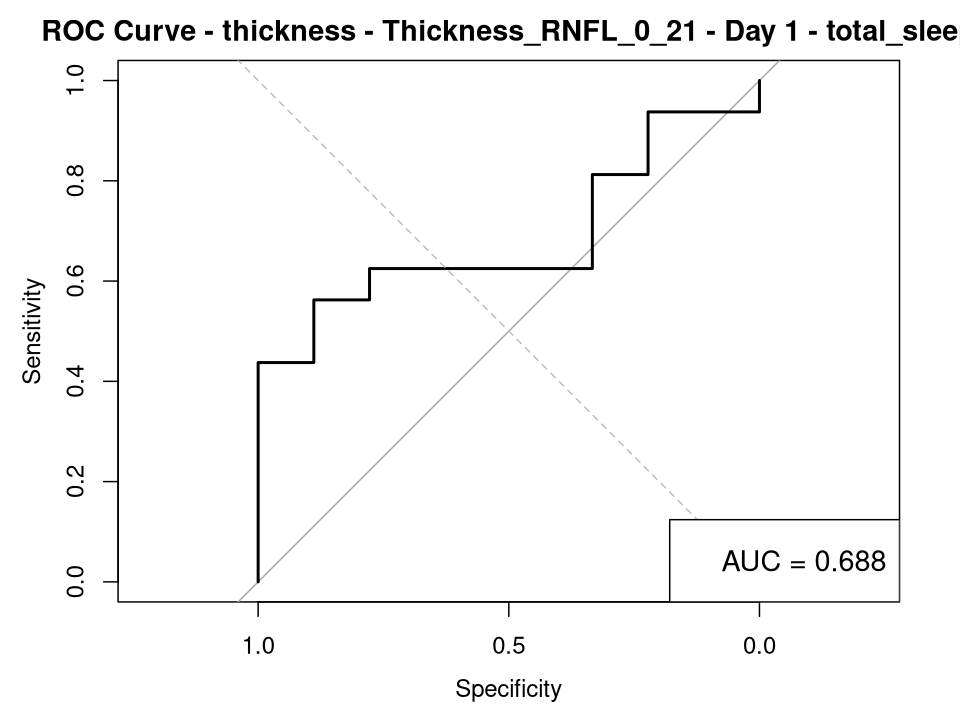 ROC Curve - thickness - Thickness_RNFL_0_21 - Day 1 - total_sleep
Sensitivity
1.0
0.8
0.6
0.4
0.2
0.0
AUC = 0.688
1.0 0.5 0.0
Specificity